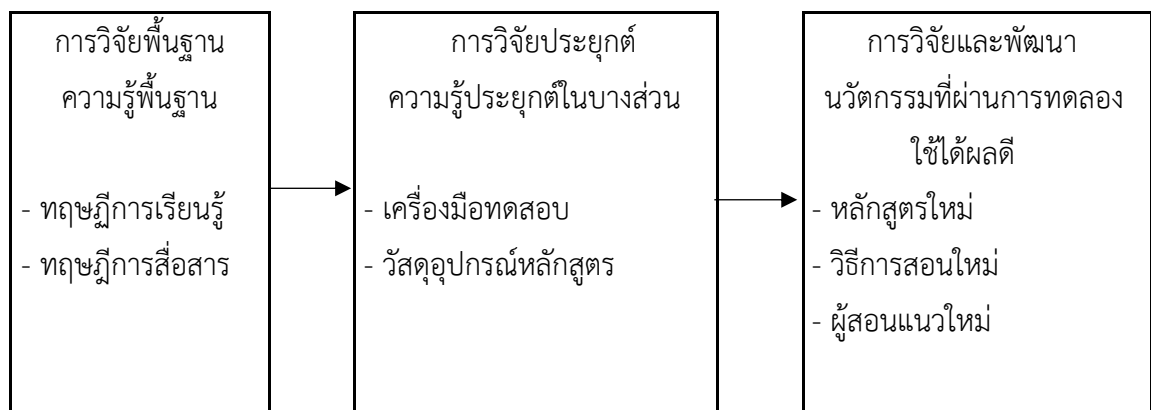 การวิจัยพื้นฐาน
ความรู้พื้นฐาน
- ทฤษฏีการเรียนรู้
- ทฤษฎีการสื่อสาร
การวิจัยประยุกต์
ความรู้ประยุกต์ในบางส่วน
- เครื่องมือทดสอบ
- วัสดุอุปกรณ์หลักสูตร
การวิจัยและพัฒนา
นวัตกรรมที่ผ่านการทดลอง
ใช้ได้ผลดี
- หลักสูตรใหม่
- วิธีการสอนใหม่
- ผู้สอนแนวใหม่